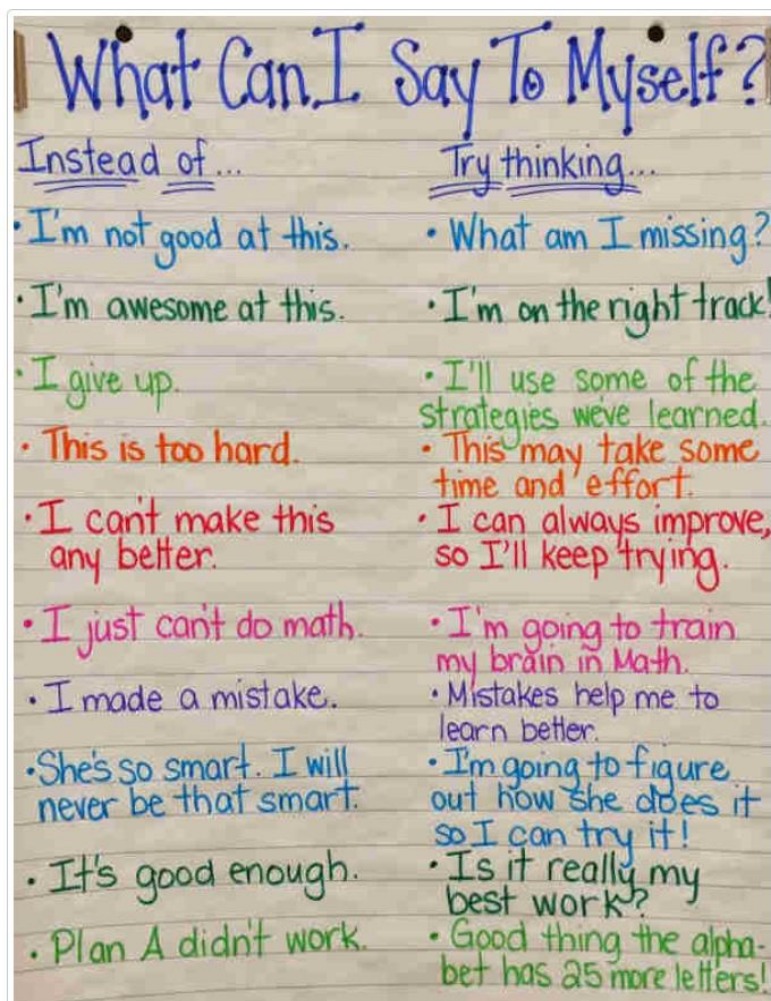 What Can I Say To Myself?
Instead of... Try thinking...
• I'm not good at this. • What am I missing?
• I'm awesome at this. • I'm on the right track!
• I give up. • I'll use some of the
strategies we've learned.
• This is too hard. • This may take some
time and effort.
• I can't make this • I can always improve,
any better. so I'll keep trying.
• I just can't do math. • I'm going to train
my brain in Math.
• I made a mistake. • Mistakes help me to
learn better.
• She's so smart. I will • I'm going to figure
never be that smart. out how she does it
so I can try it!
• It's good enough. • Is it really my
best work?
• Plan A didn't work. • Good thing the alpha-
bet has 25 more letters!